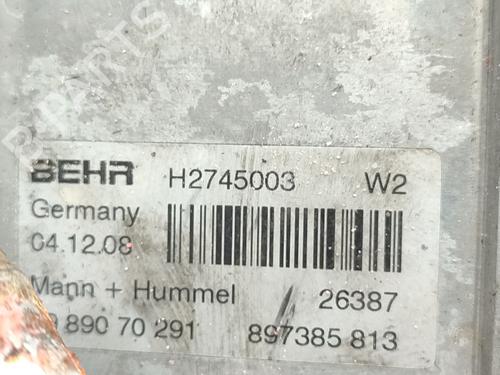 BEHR H2745003 W2
Germany
04.12.08
Mann + Hummel 26387
890 70 291 897385 813